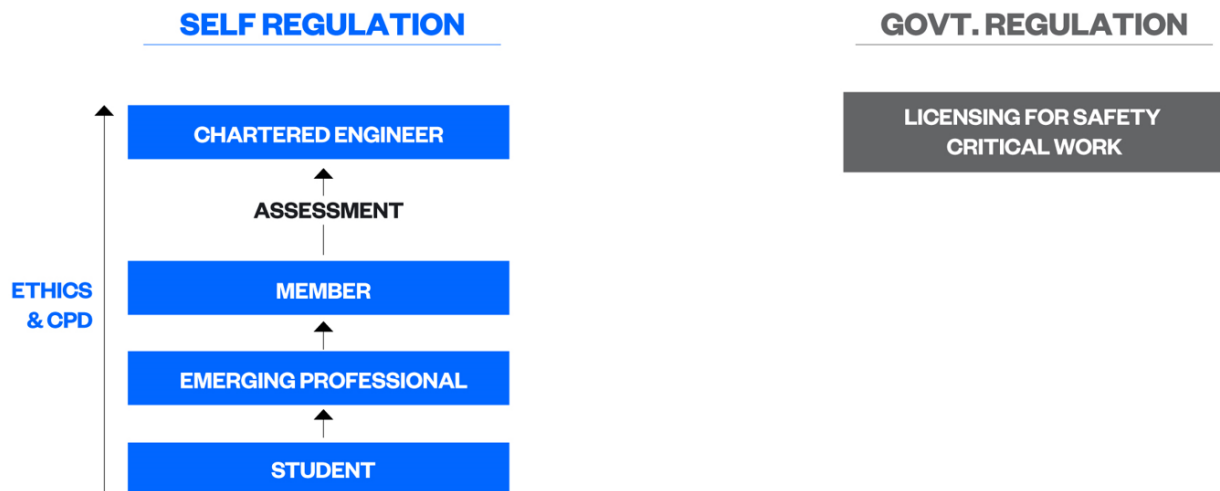 SELF REGULATION
GOVT. REGULATION
CHARTERED ENGINEER
LICENSING FOR SAFETY
CRITICAL WORK
ASSESSMENT
ETHICS
& CPD
MEMBER
EMERGING PROFESSIONAL
STUDENT